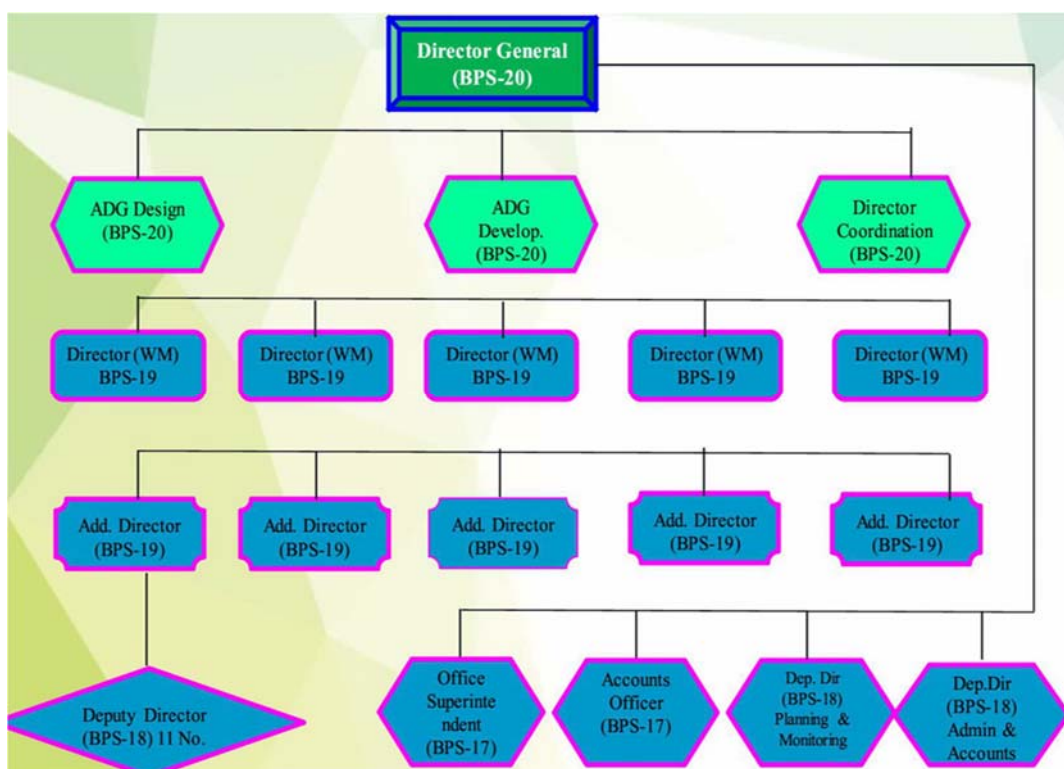 Director General
(BPS-20)
ADG Design
(BPS-20)
ADG
Develop.
(BPS-20)
Director
Coordination
(BPS-20)
Director (WM)
BPS-19
Director (WM)
BPS-19
Director (WM)
BPS-19
Director (WM)
BPS-19
Director (WM)
BPS-19
Add. Director
(BPS-19)
Add. Director
(BPS-19)
Add. Director
(BPS-19)
Add. Director
(BPS-19)
Add. Director
(BPS-19)
Deputy Director
(BPS-18) 11 No.
Office
Superinte
ndent
(BPS-17)
Accounts
Officer
(BPS-17)
Dep. Dir
(BPS-18)
Planning &
Monitoring
Dep.Dir
(BPS-18)
Admin &
Accounts